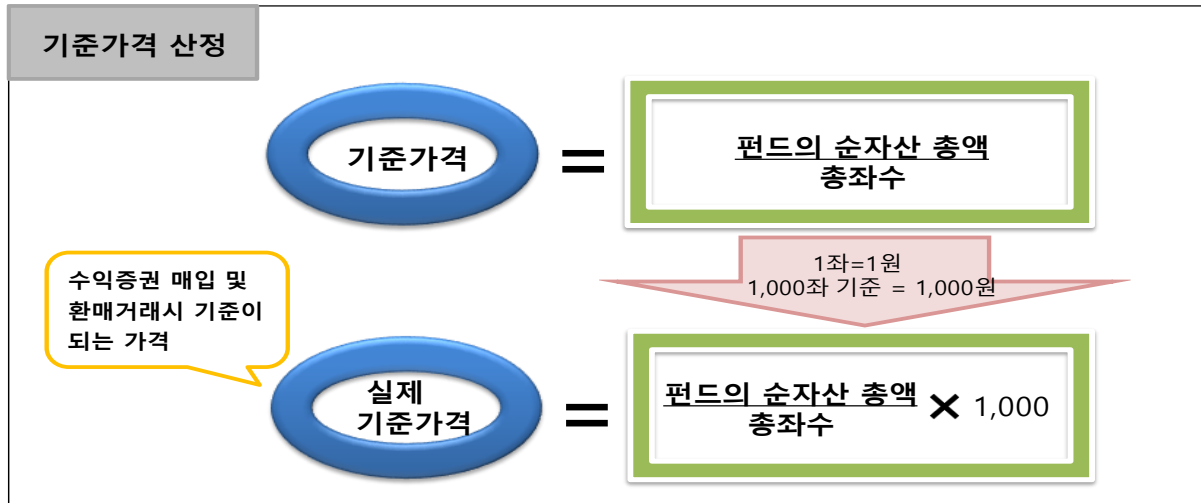 기준가격 산정
기준가격
=
펀드의 순자산 총액
총좌수
1좌=1원
1,000좌 기준 = 1,000원
수익증권 매입 및
환매거래시 기준이
되는 가격
실제
기준가격
=
펀드의 순자산 총액
총좌수
× 1,000